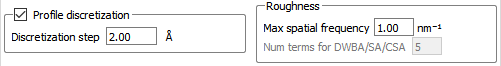 Profile discretization
Discretization step 2.00 Å
Roughness
Max spatial frequency 1.00 nm⁻¹
Num terms for DWBA/SA/CSA 5